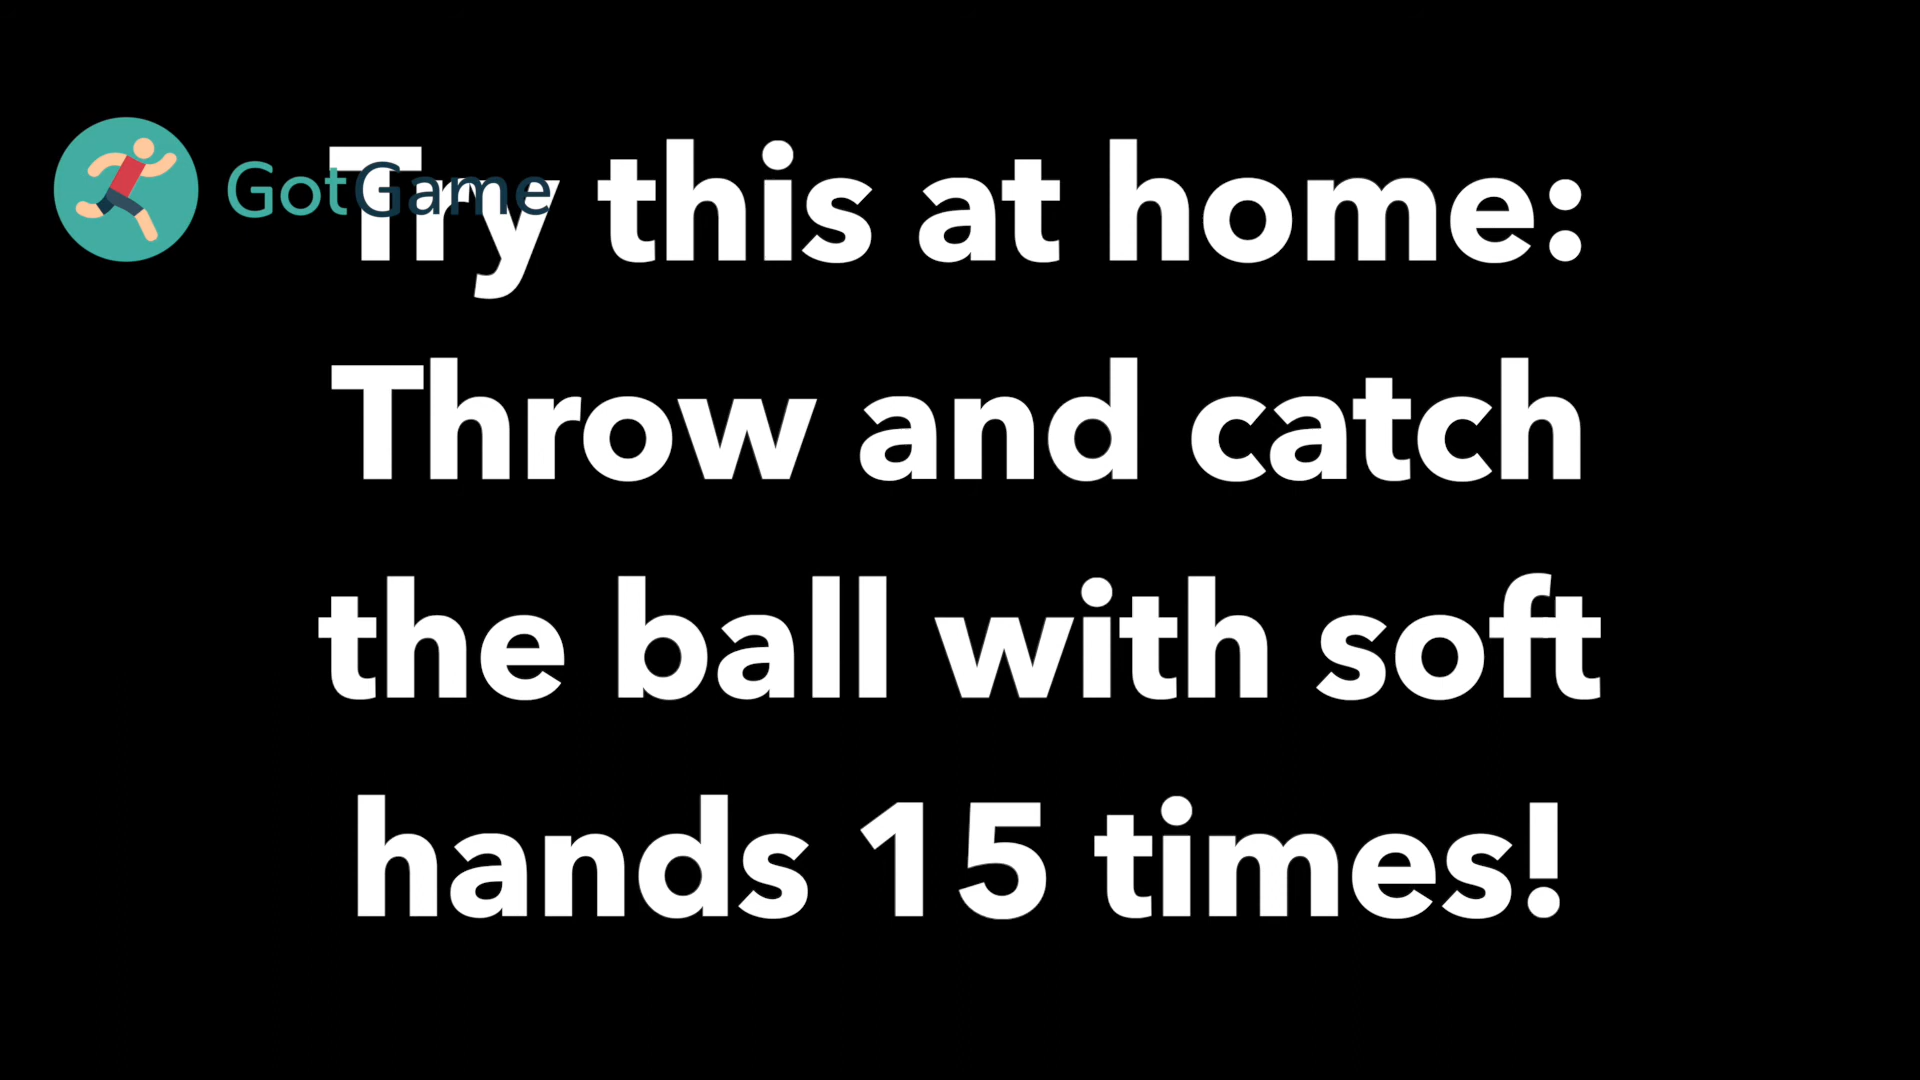 GotGame
Try this at home:
Throw and catch
the ball with soft
hands 15 times!